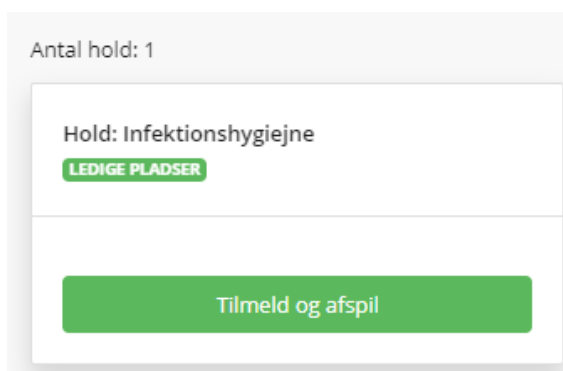 Antal hold: 1
Hold: Infektionshygiejne
LEDIGE PLADSER
Tilmeld og afspil